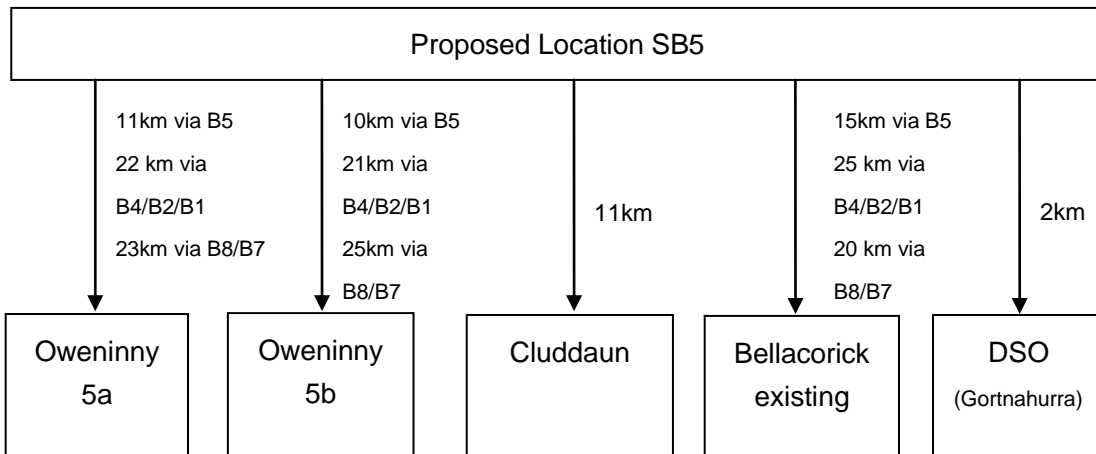 Proposed Location SB5
11km via B5
22 km via
B4/B2/B1
23km via B8/B7
10km via B5
21km via
B4/B2/B1
25km via
B8/B7
11km
15km via B5
25 km via
B4/B2/B1
20 km via
B8/B7
2km
Oweninny
5a
Oweninny
5b
Cluddaun
Bellacorick
existing
DSO
(Gortnahurra)